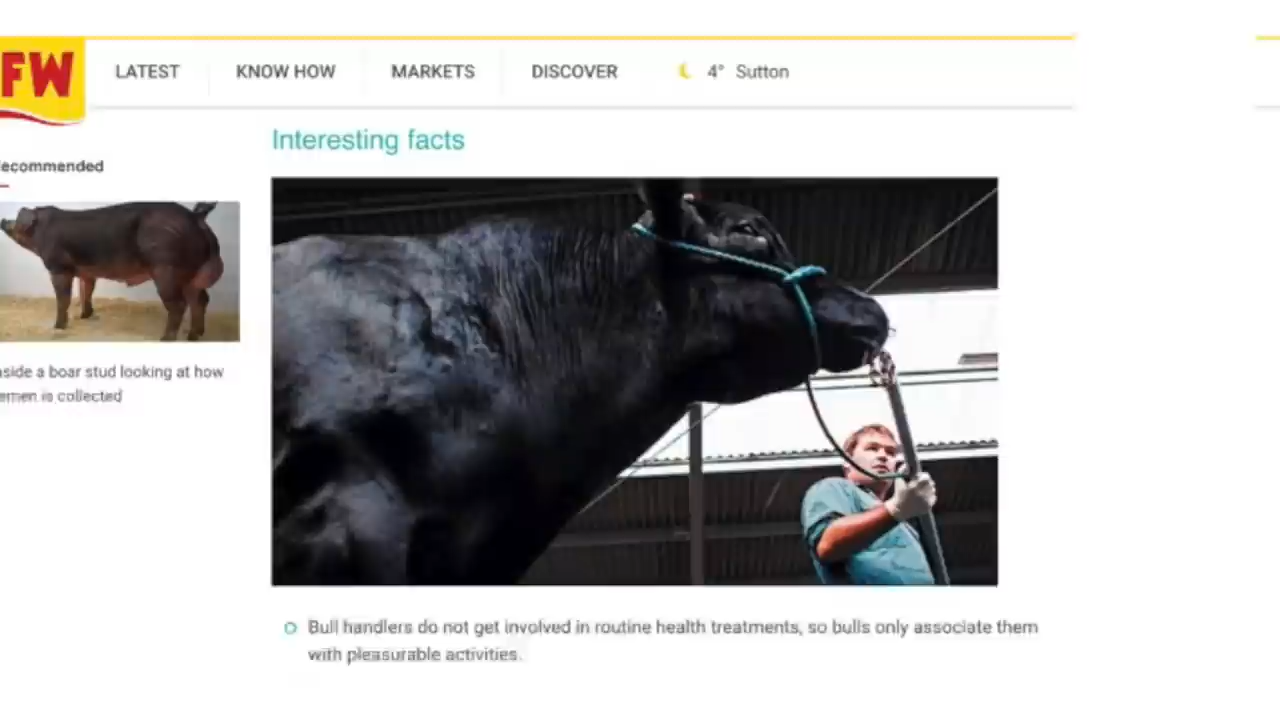 FW
LATEST
KNOW HOW
MARKETS
DISCOVER
4° Sutton
Interesting facts
ecommended
side a boar stud looking at how
emen is collected
Bull handlers do not get involved in routine health treatments, so bulls only associate them
with pleasurable activities.